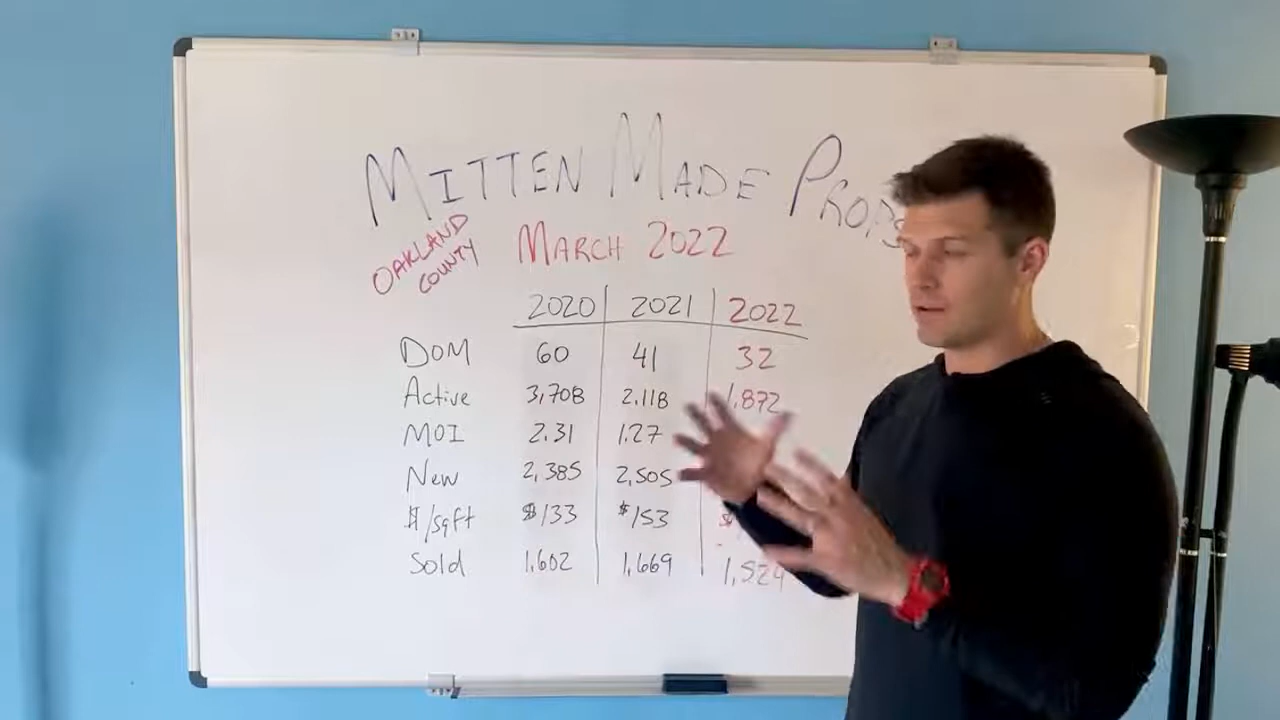 MITTEN MADE PROPS
OAKLAND COUNTY
MARCH 2022
2020 2021 2022
DOM 60 41 32
Active 3,708 2,118 1,872
MOI 2.31 1.27
New 2,385 2,505
$/sqft $133 $153 $
Sold 1,602 1,669 1,524